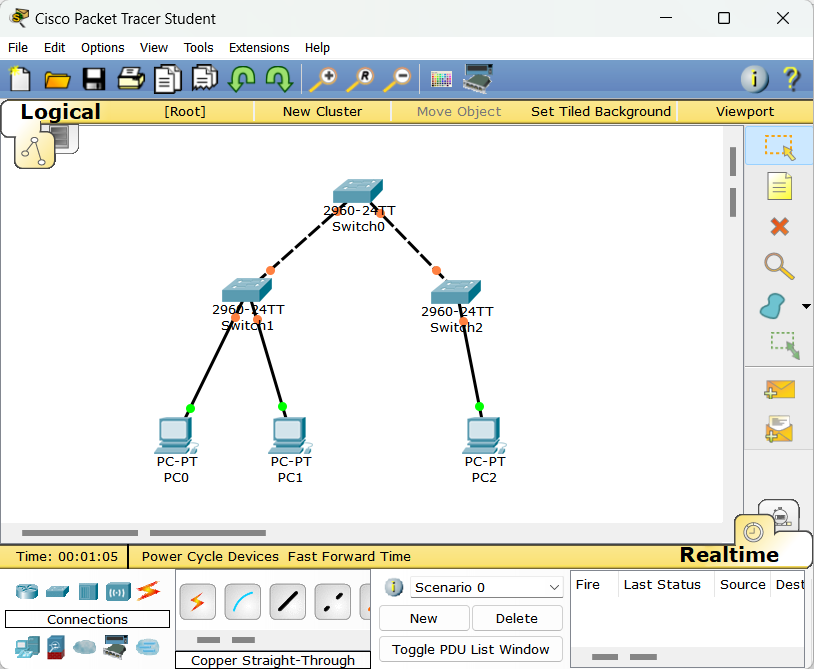 Cisco Packet Tracer Student
File Edit Options View Tools Extensions Help
i ?
Logical [Root] New Cluster Move Object Set Tiled Background Viewport
2960-24TT
Switch0
2960-24TT
Switch1
2960-24TT
Switch2
PC-PT
PC0
PC-PT
PC1
PC-PT
PC2
Time: 00:01:05 Power Cycle Devices Fast Forward Time Realtime
Connections
Copper Straight-Through
i Scenario 0
New Delete
Toggle PDU List Window
Fire Last Status Source Dest